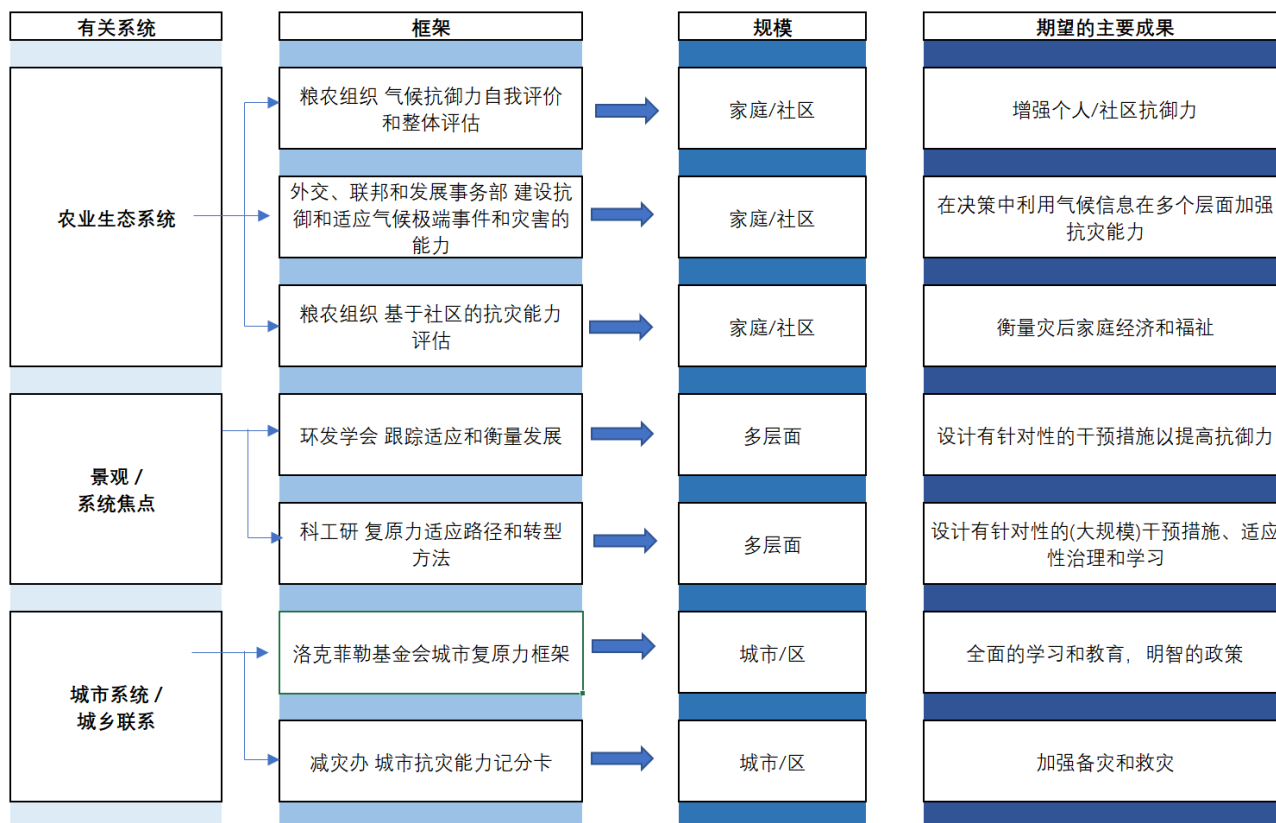 有关系统
框架
规模
期望的主要成果
农业生态系统
粮农组织 气候抗御力自我评价
和整体评估
家庭/社区
增强个人/社区抗御力
外交、联邦和发展事务部 建设抗
御和适应气候极端事件和灾害的
能力
家庭/社区
在决策中利用气候信息在多个层面加强
抗灾能力
粮农组织 基于社区的抗灾能力
评估
家庭/社区
衡量灾后家庭经济和福祉
景观 /
系统焦点
环发学会 跟踪适应和衡量发展
多层面
设计有针对性的干预措施以提高抗御力
科工研 复原力适应路径和转型
方法
多层面
设计有针对性的(大规模)干预措施、适应
性治理和学习
城市系统 /
城乡联系
洛克菲勒基金会城市复原力框架
城市/区
全面的学习和教育，明智的政策
减灾办 城市抗灾能力记分卡
城市/区
加强备灾和救灾